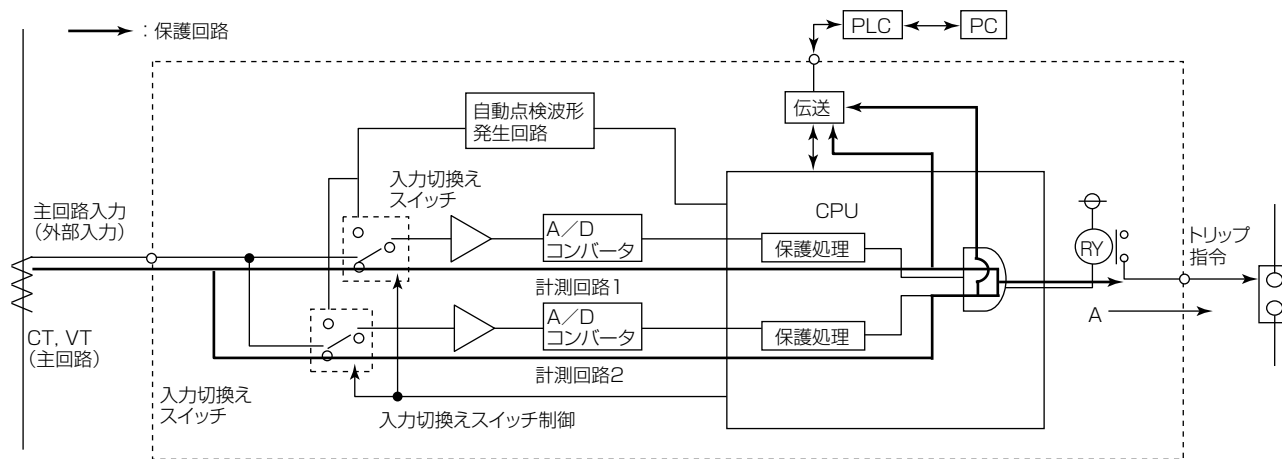 ：保護回路
PLC
PC
伝送
自動点検波形
発生回路
入力切換え
スイッチ
CPU
主回路入力
（外部入力）
A／D
コンバータ
保護処理
RY
トリップ
指令
計測回路1
A
A／D
コンバータ
保護処理
CT, VT
（主回路）
計測回路2
入力切換え
スイッチ
入力切換えスイッチ制御